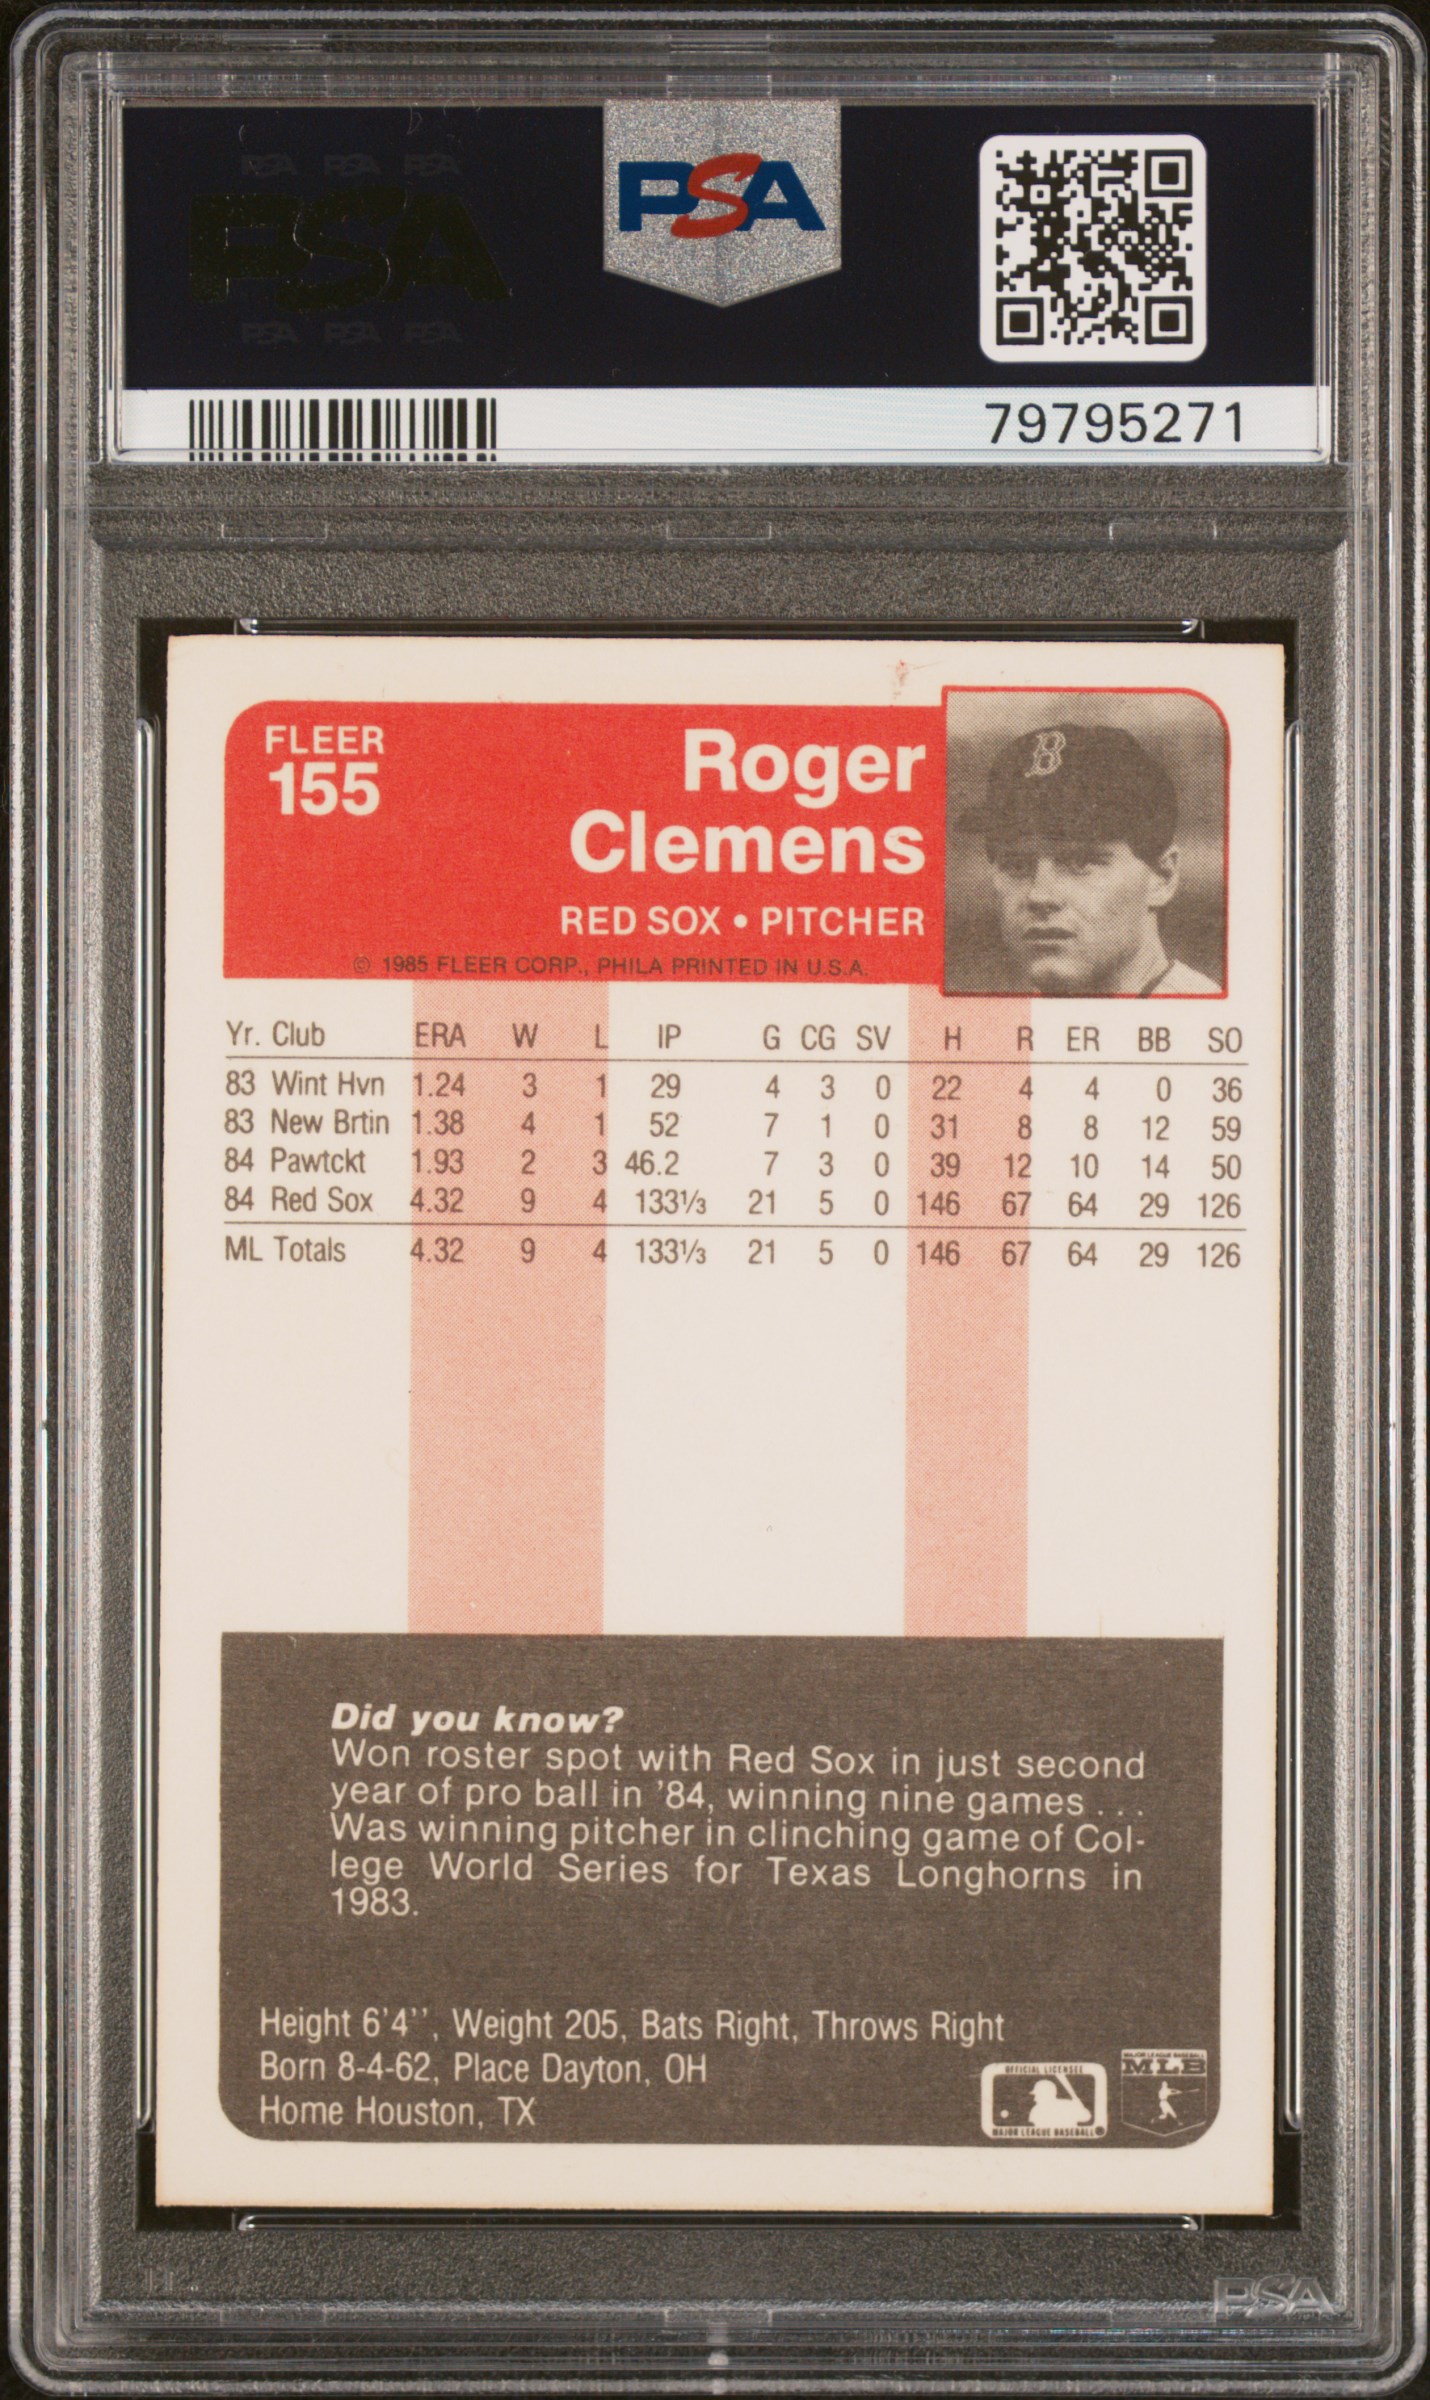 PSA PSA PSA
PSA
PSA PSA PSA
PSA
79795271
FLEER
155
Roger
Clemens
RED SOX • PITCHER
© 1985 FLEER CORP., PHILA PRINTED IN U.S.A.
B
Yr. Club ERA W L IP G CG SV H R ER BB SO
83 Wint Hvn 1.24 3 1 29 4 3 0 22 4 4 0 36
83 New Brtin 1.38 4 1 52 7 1 0 31 8 8 12 59
84 Pawtckt 1.93 2 3 46.2 7 3 0 39 12 10 14 50
84 Red Sox 4.32 9 4 133⅓ 21 5 0 146 67 64 29 126
ML Totals 4.32 9 4 133⅓ 21 5 0 146 67 64 29 126
Did you know?
Won roster spot with Red Sox in just second
year of pro ball in '84, winning nine games . . .
Was winning pitcher in clinching game of Col-
lege World Series for Texas Longhorns in
1983.
Height 6'4'', Weight 205, Bats Right, Throws Right
Born 8-4-62, Place Dayton, OH
Home Houston, TX
OFFICIAL LICENSEE
MAJOR LEAGUE BASEBALL®
MAJOR LEAGUE BASEBALL
MLB
PSA